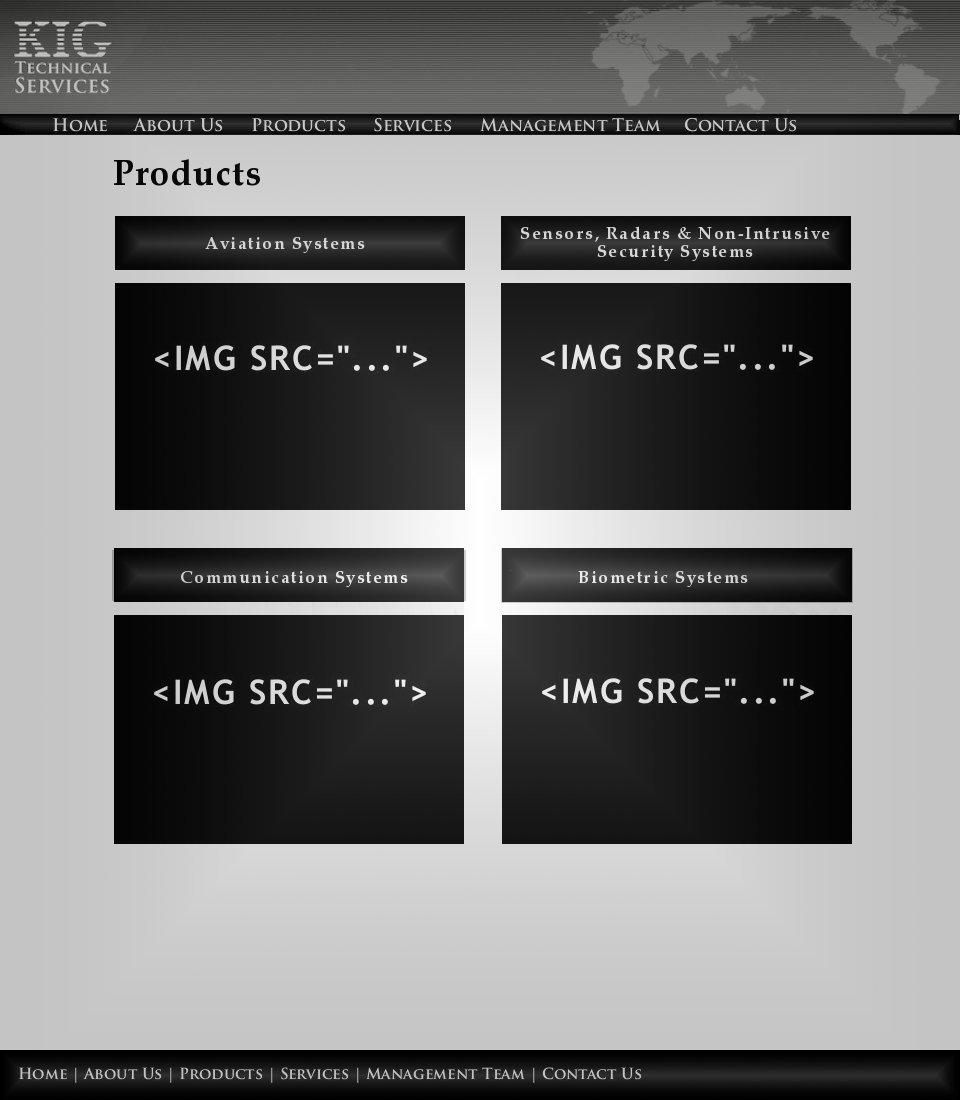 KIG
TECHNICAL
SERVICES
HOME ABOUT US PRODUCTS SERVICES MANAGEMENT TEAM CONTACT US
Products
Aviation Systems
Sensors, Radars & Non-Intrusive
Security Systems
<IMG SRC="...">
<IMG SRC="...">
Communication Systems
Biometric Systems
<IMG SRC="...">
<IMG SRC="...">
HOME | ABOUT US | PRODUCTS | SERVICES | MANAGEMENT TEAM | CONTACT US